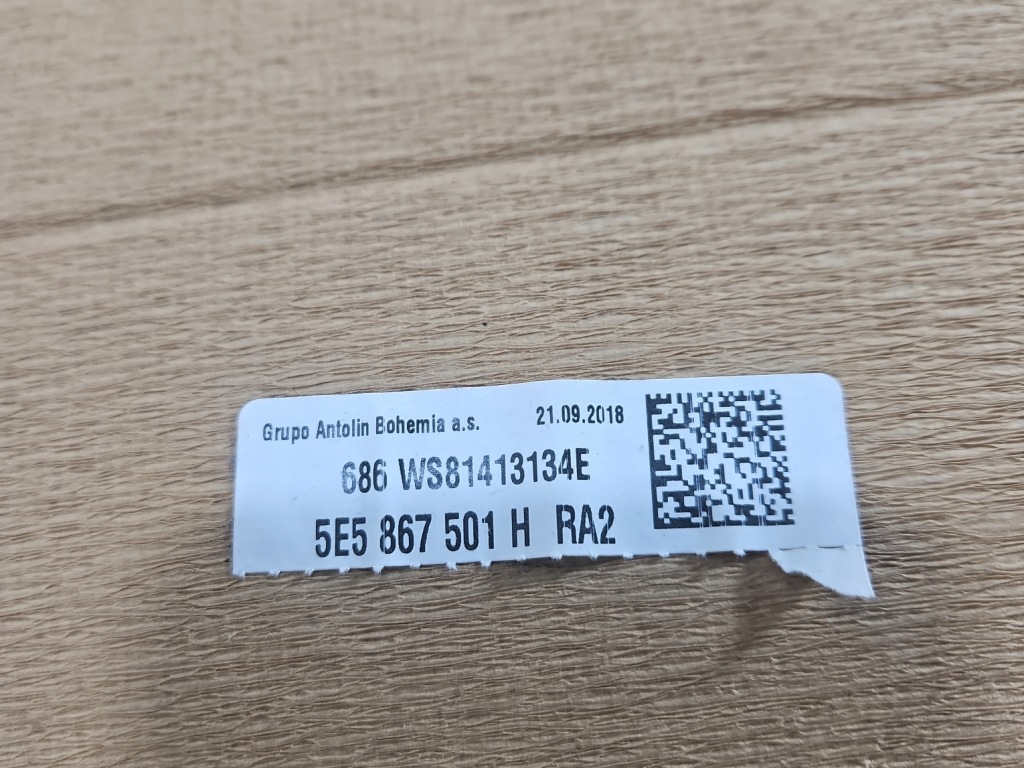 Grupo Antolin Bohemia a.s. 21.09.2018
686 WS81413134E
5E5 867 501 H RA2